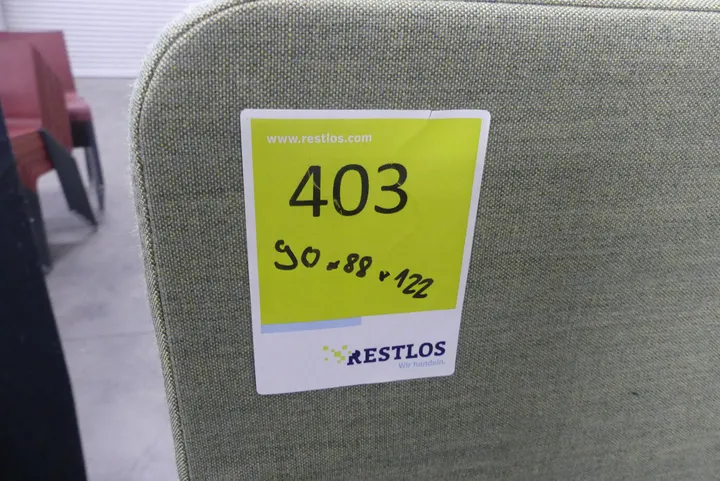 www.restlos.com
403
90 x 88 x 122
RESTLOS
Wir handeln.